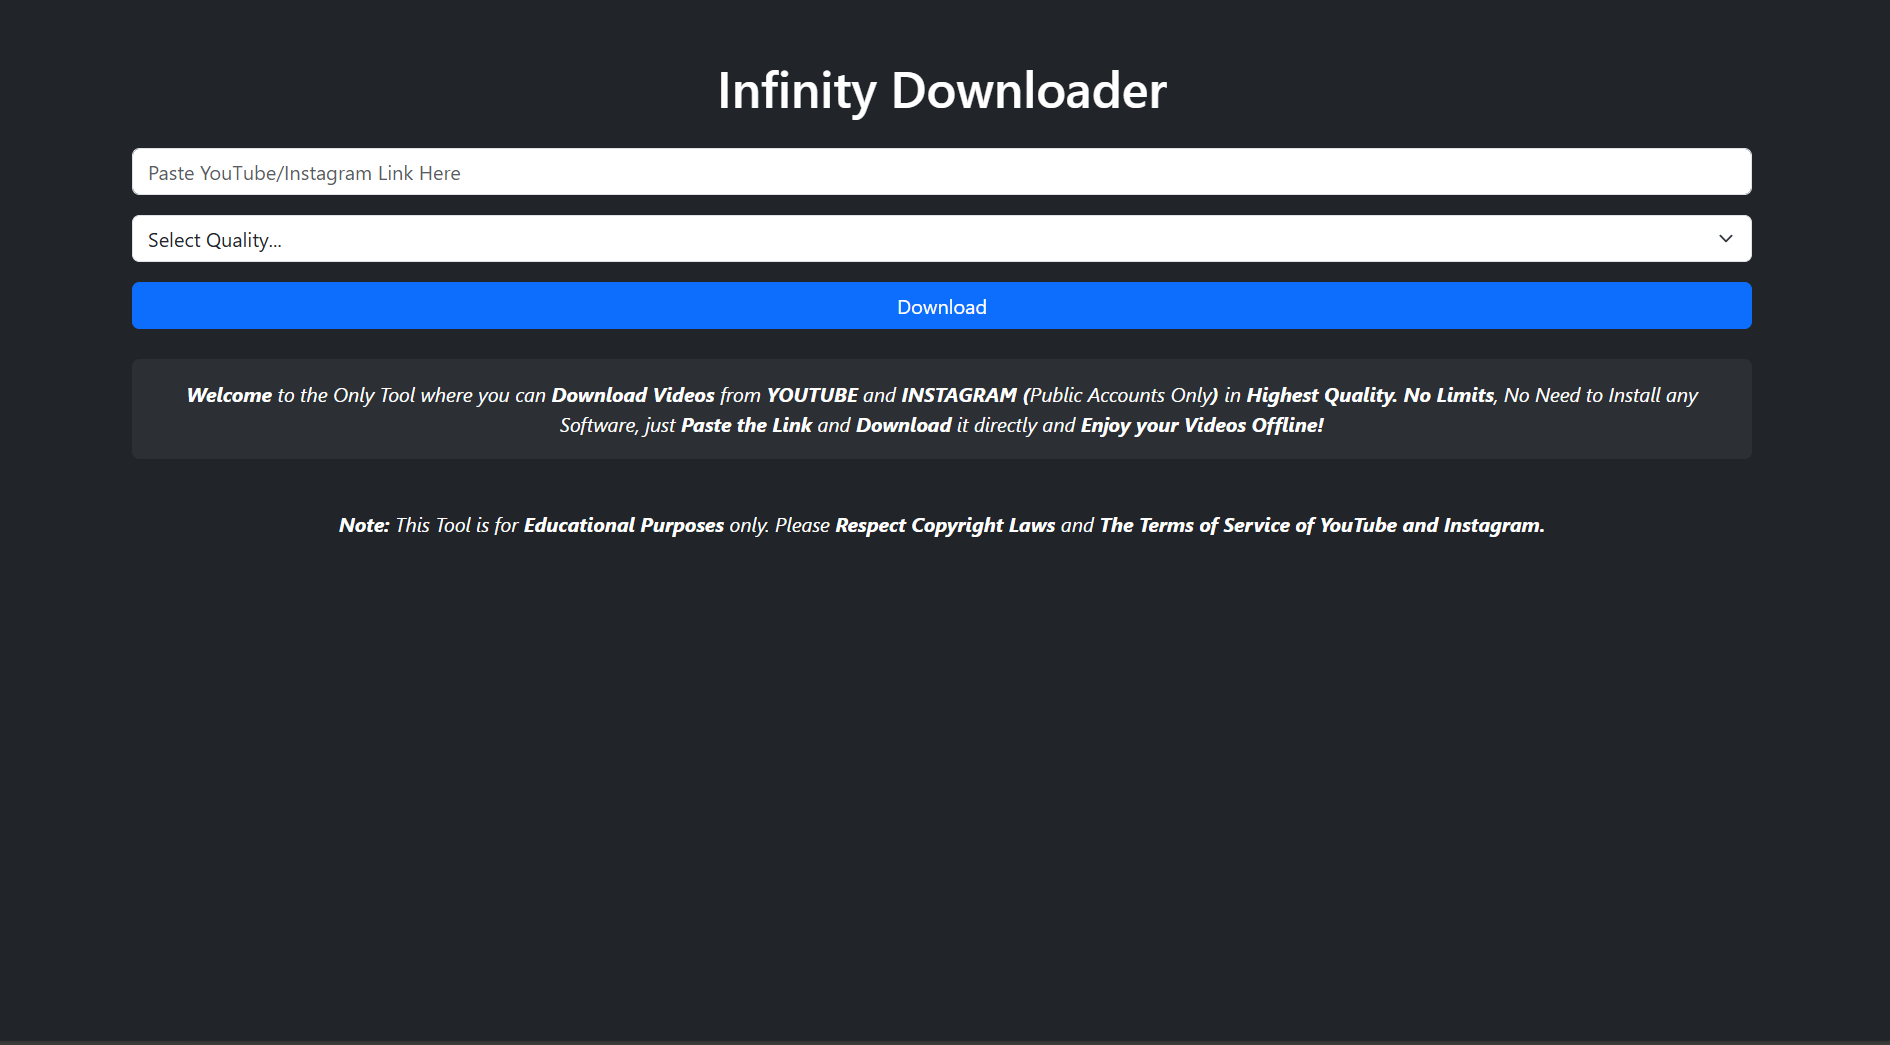 Infinity Downloader
Paste YouTube/Instagram Link Here
Select Quality...
Download
Welcome to the Only Tool where you can Download Videos from YOUTUBE and INSTAGRAM (Public Accounts Only) in Highest Quality. No Limits, No Need to Install any
Software, just Paste the Link and Download it directly and Enjoy your Videos Offline!
Note: This Tool is for Educational Purposes only. Please Respect Copyright Laws and The Terms of Service of YouTube and Instagram.